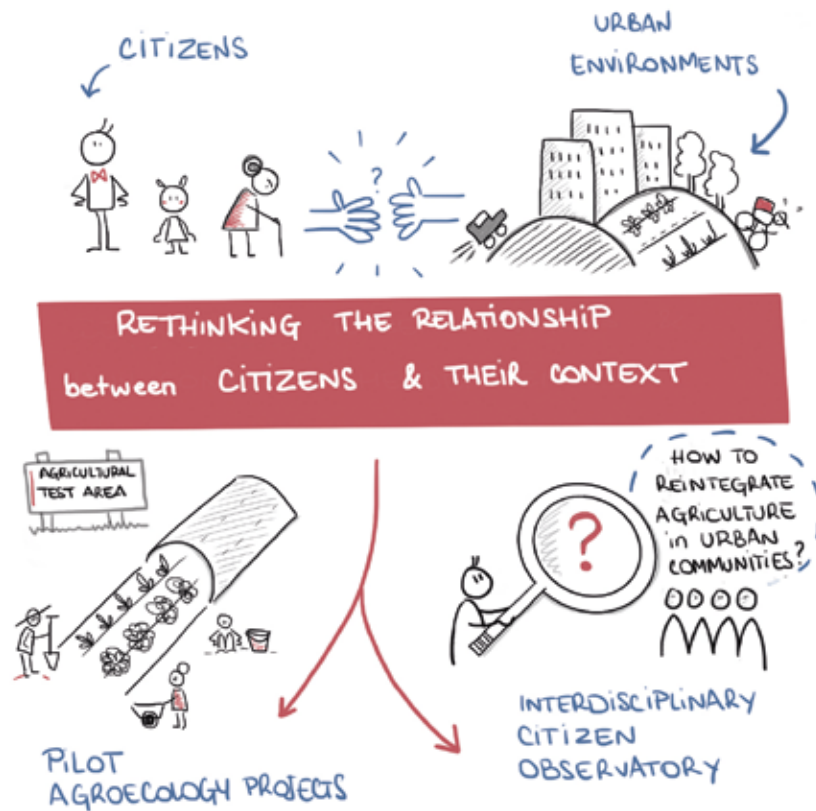 CITIZENS
URBAN
ENVIRONMENTS
?
RETHINKING THE RELATIONSHIP
between CITIZENS & THEIR CONTEXT
AGRICULTURAL
TEST AREA
?
HOW TO
REINTEGRATE
AGRICULTURE
in URBAN
COMMUNITIES?
PILOT
AGROECOLOGY PROJECTS
INTERDISCIPLINARY
CITIZEN
OBSERVATORY